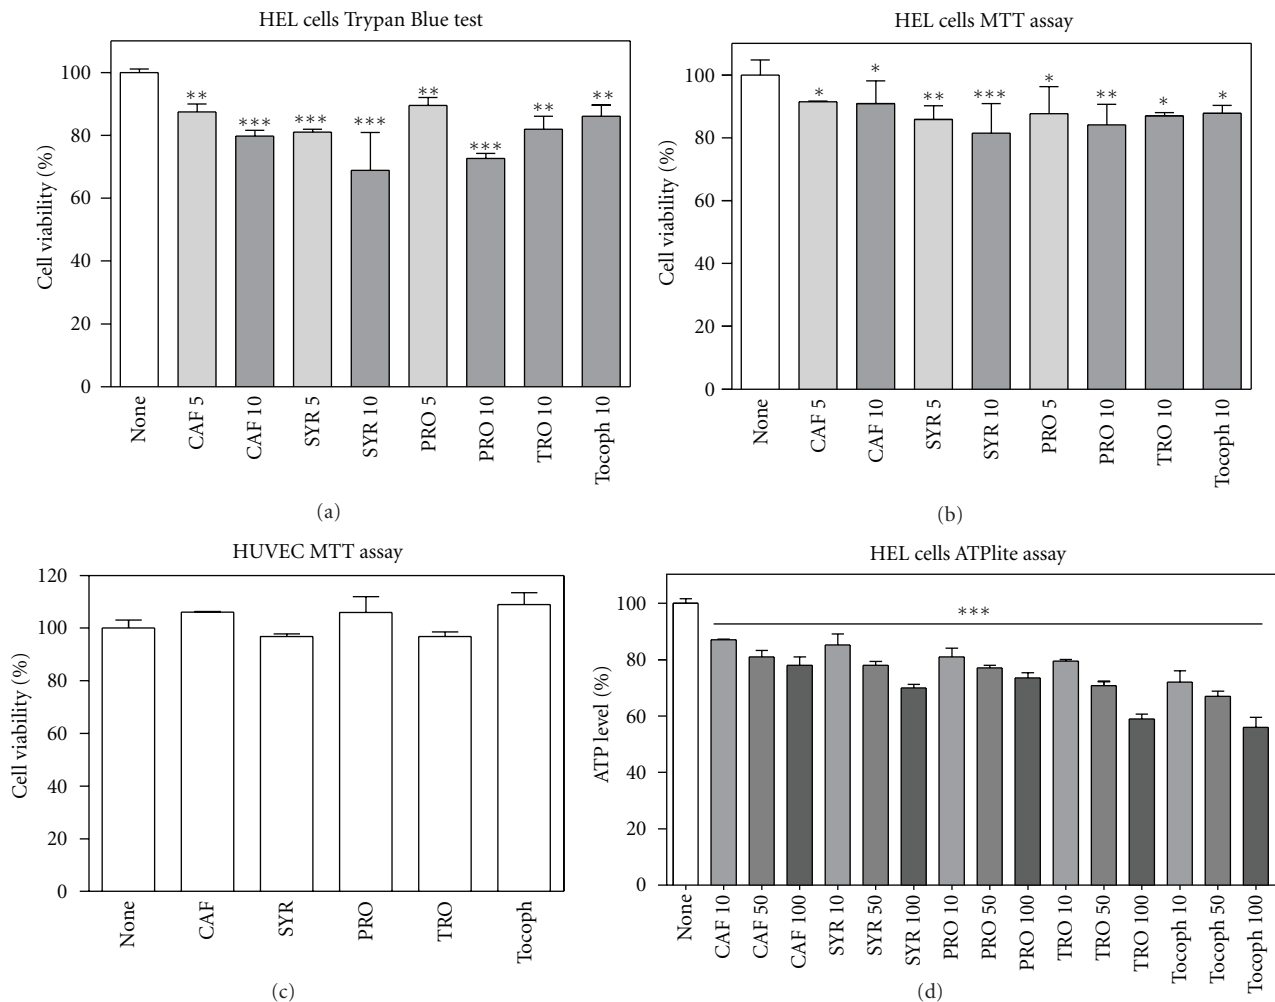 HEL cells Trypan Blue test
Cell viability (%)
100
80
60
40
20
0
**
***
***
***
**
***
**
**
None
CAF 5
CAF 10
SYR 5
SYR 10
PRO 5
PRO 10
TRO 10
Tocoph 10
(a)
HEL cells MTT assay
Cell viability (%)
100
80
60
40
20
0
*
*
**
***
*
**
*
*
None
CAF 5
CAF 10
SYR 5
SYR 10
PRO 5
PRO 10
TRO 10
Tocoph 10
(b)
HUVEC MTT assay
Cell viability (%)
120
100
80
60
40
20
0
None
CAF
SYR
PRO
TRO
Tocoph
(c)
HEL cells ATPlite assay
ATP level (%)
100
80
60
40
20
0
***
None
CAF 10
CAF 50
CAF 100
SYR 10
SYR 50
SYR 100
PRO 10
PRO 50
PRO 100
TRO 10
TRO 50
TRO 100
Tocoph 10
Tocoph 50
Tocoph 100
(d)